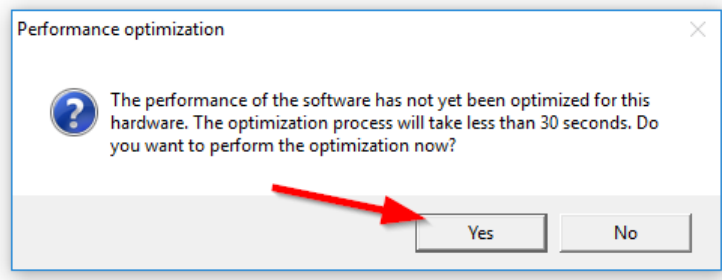 Performance optimization
The performance of the software has not yet been optimized for this
hardware. The optimization process will take less than 30 seconds. Do
you want to perform the optimization now?
Yes
No